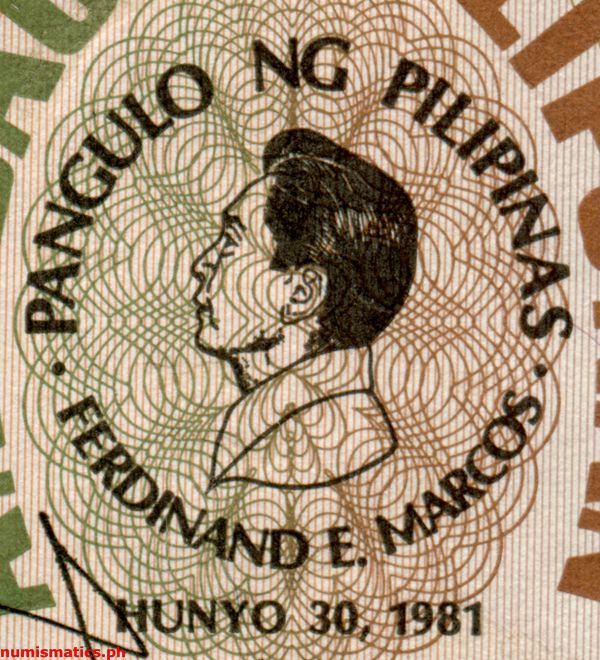 PANGULO NG PILIPINAS
· FERDINAND E. MARCOS ·
HUNYO 30, 1981
numismatics.ph